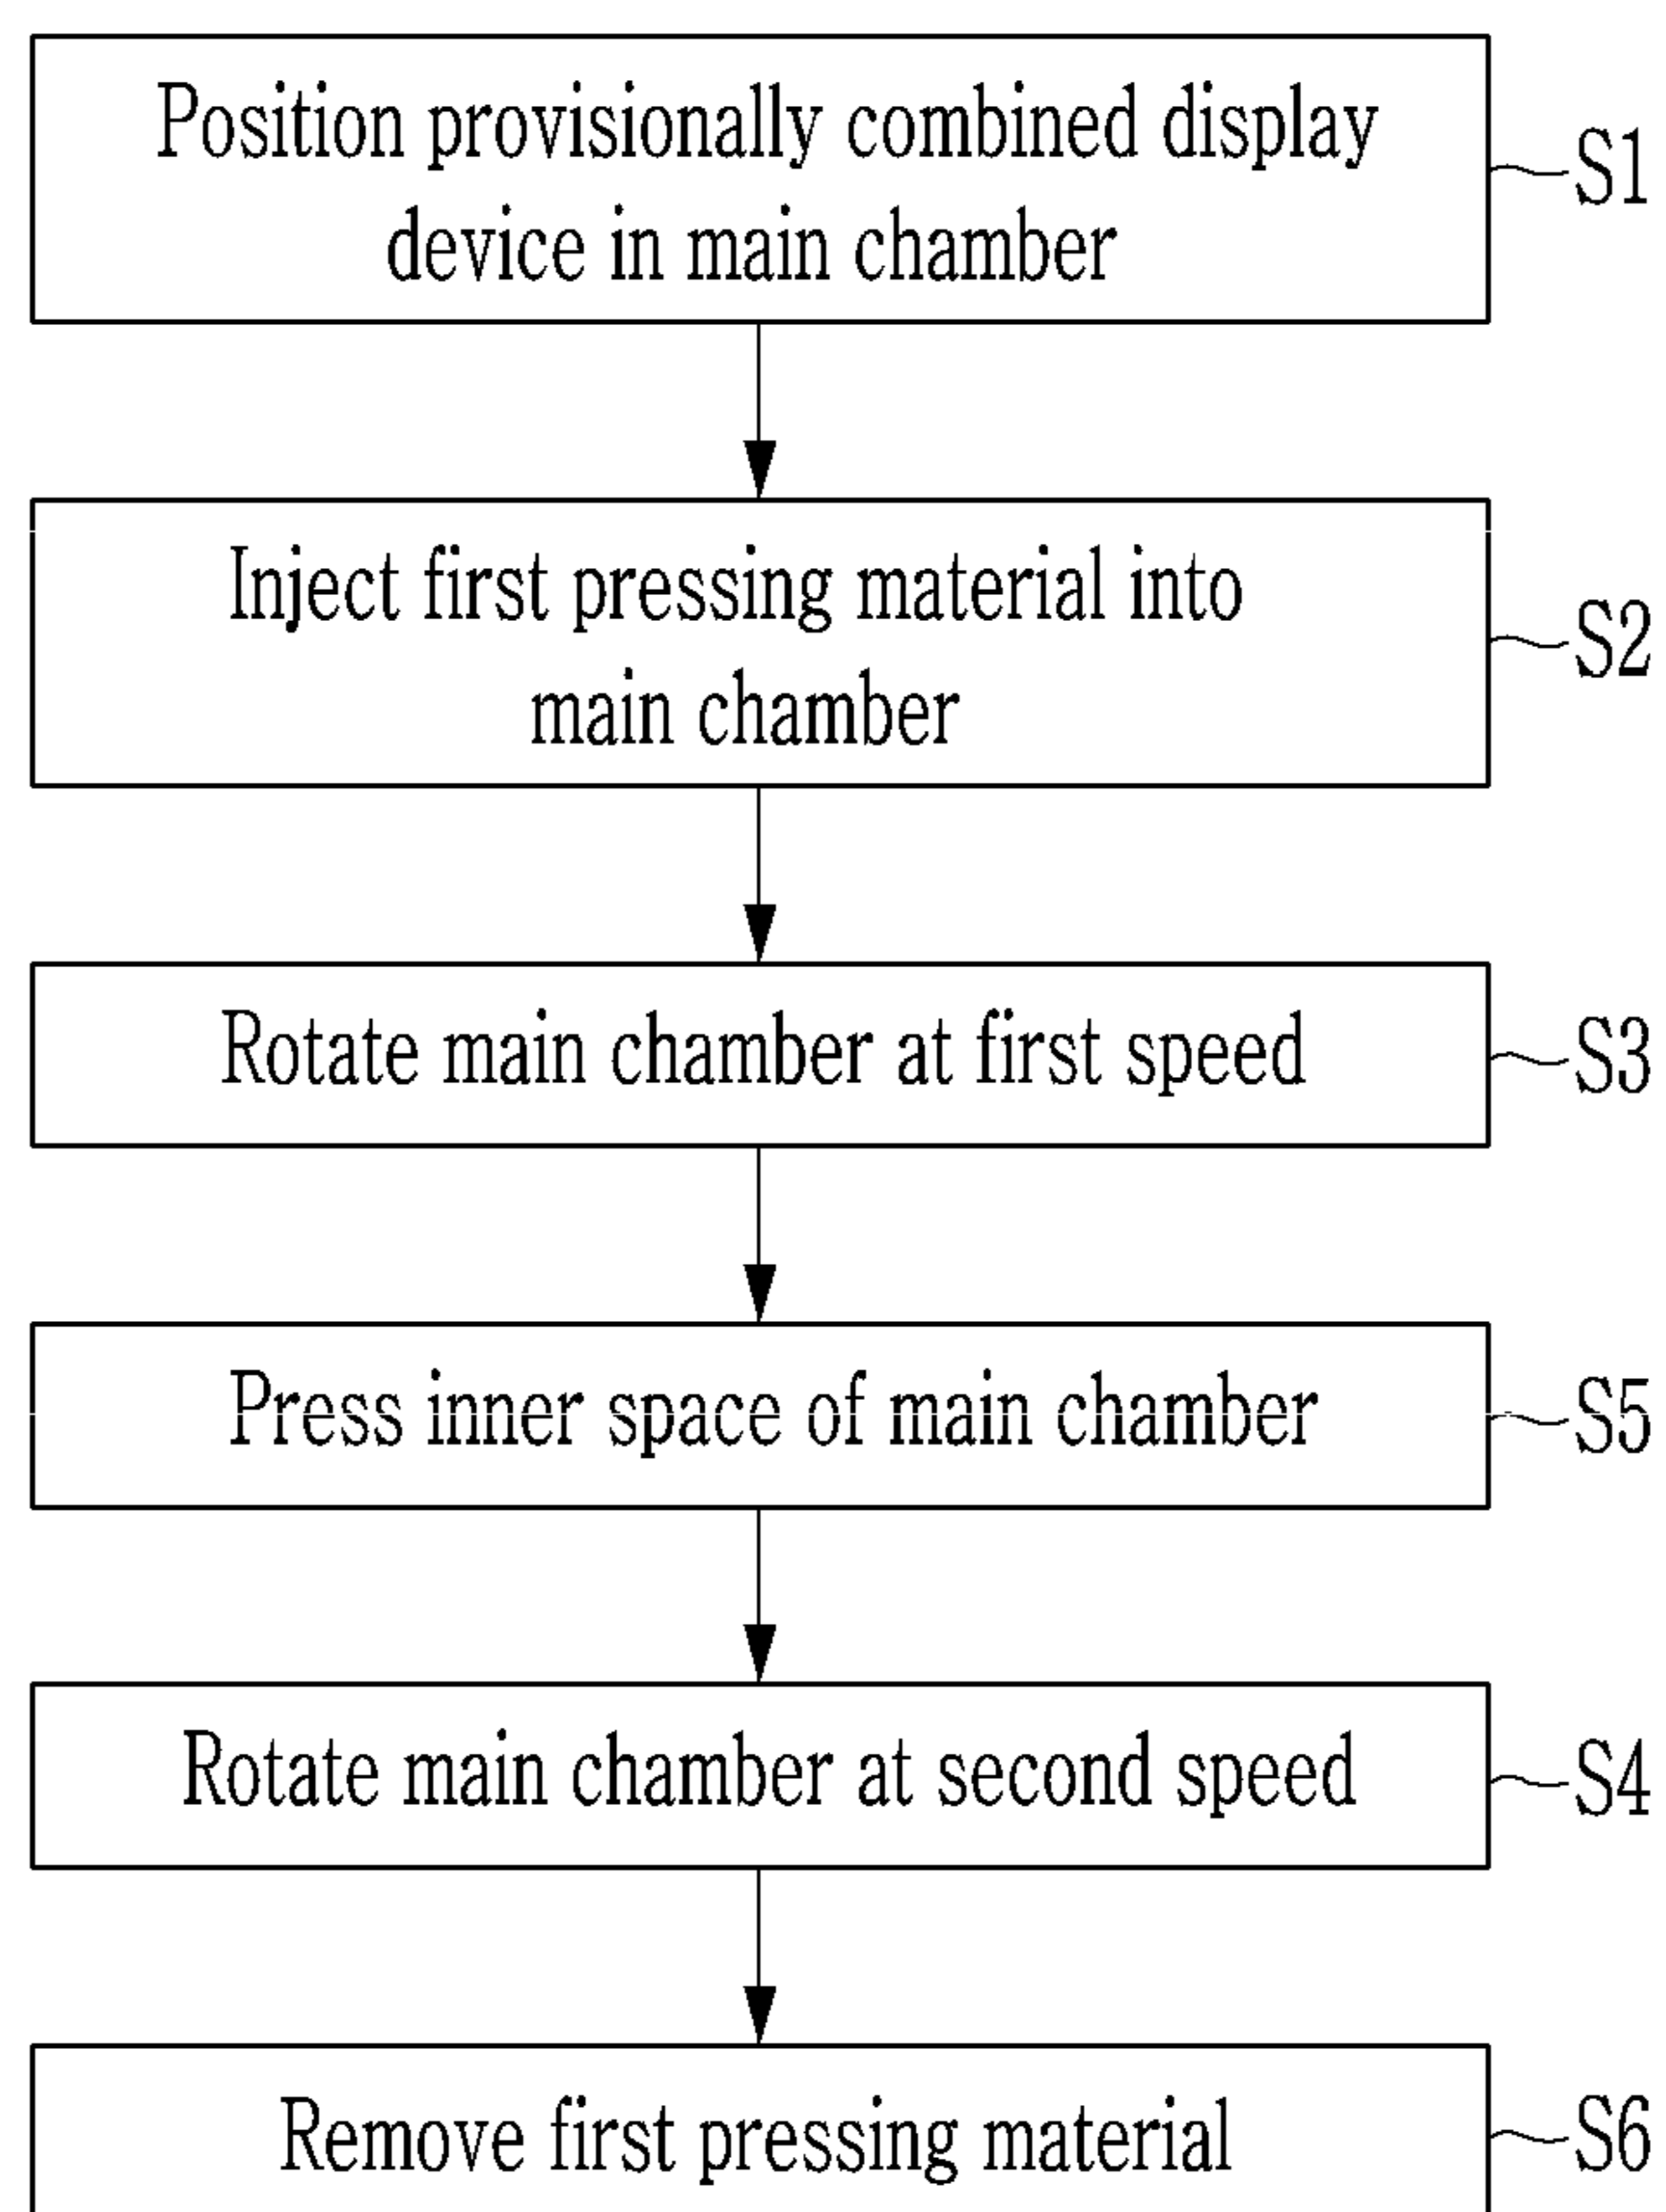 Position provisionally combined display
device in main chamber
S1
Inject first pressing material into
main chamber
S2
Rotate main chamber at first speed
S3
Press inner space of main chamber
S5
Rotate main chamber at second speed
S4
Remove first pressing material
S6